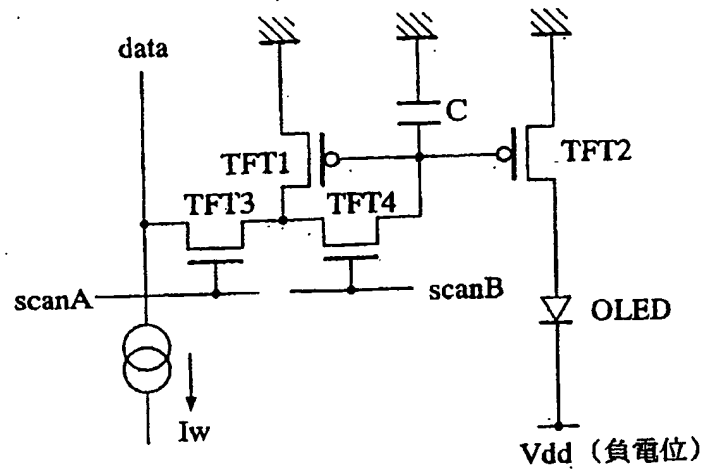 data
C
TFT1
TFT2
TFT3
TFT4
scanA
scanB
OLED
Iw
Vdd（負電位）